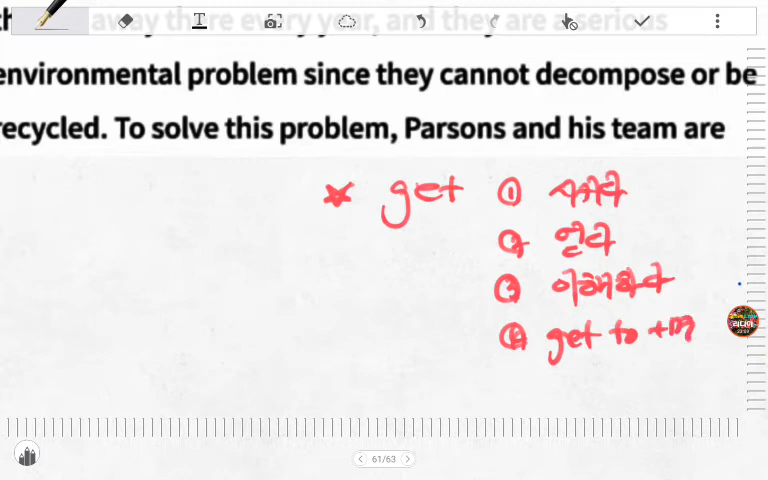 away there every year, and they are a serious
environmental problem since they cannot decompose or be
recycled. To solve this problem, Parsons and his team are
★ get ① 시키다
② 얻다
③ 이해하다
④ get to +
61/63